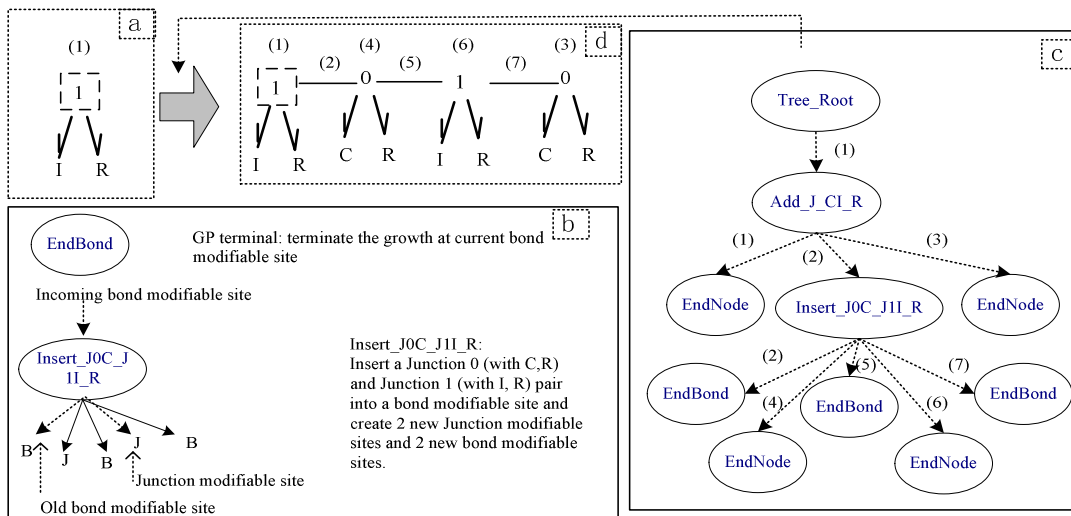 a
(1)
1
I R
d
(1) (4) (6) (3)
(2) (5) (7)
1 0 1 0
I R C R I R C R
b
EndBond
GP terminal: terminate the growth at current bond
modifiable site
Incoming bond modifiable site
Insert_J0C_J
1I_R
B J B J B
Junction modifiable site
Old bond modifiable site
Insert_J0C_J1I_R:
Insert a Junction 0 (with C,R)
and Junction 1 (with I, R) pair
into a bond modifiable site and
create 2 new Junction modifiable
sites and 2 new bond modifiable
sites.
c
Tree_Root
(1)
Add_J_CI_R
(1) (2) (3)
EndNode Insert_J0C_J1I_R EndNode
(2) (5) (7)
EndBond EndBond EndBond
(4) (6)
EndNode EndNode